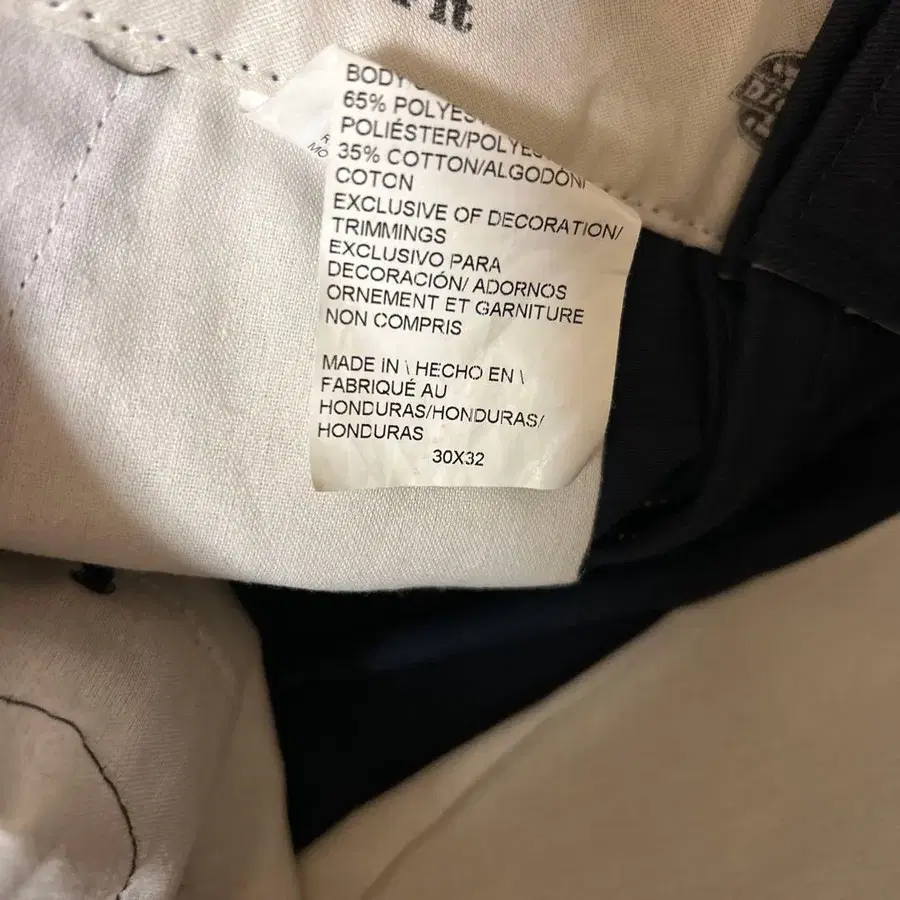 Fit
BODY
65% POLYES
POLIÉSTER/POLYES
35% COTTON/ALGODÓN/
COTON
EXCLUSIVE OF DECORATION/
TRIMMINGS
EXCLUSIVO PARA
DECORACIÓN/ ADORNOS
ORNEMENT ET GARNITURE
NON COMPRIS
MADE IN \ HECHO EN \
FABRIQUÉ AU
HONDURAS/HONDURAS/
HONDURAS
30X32